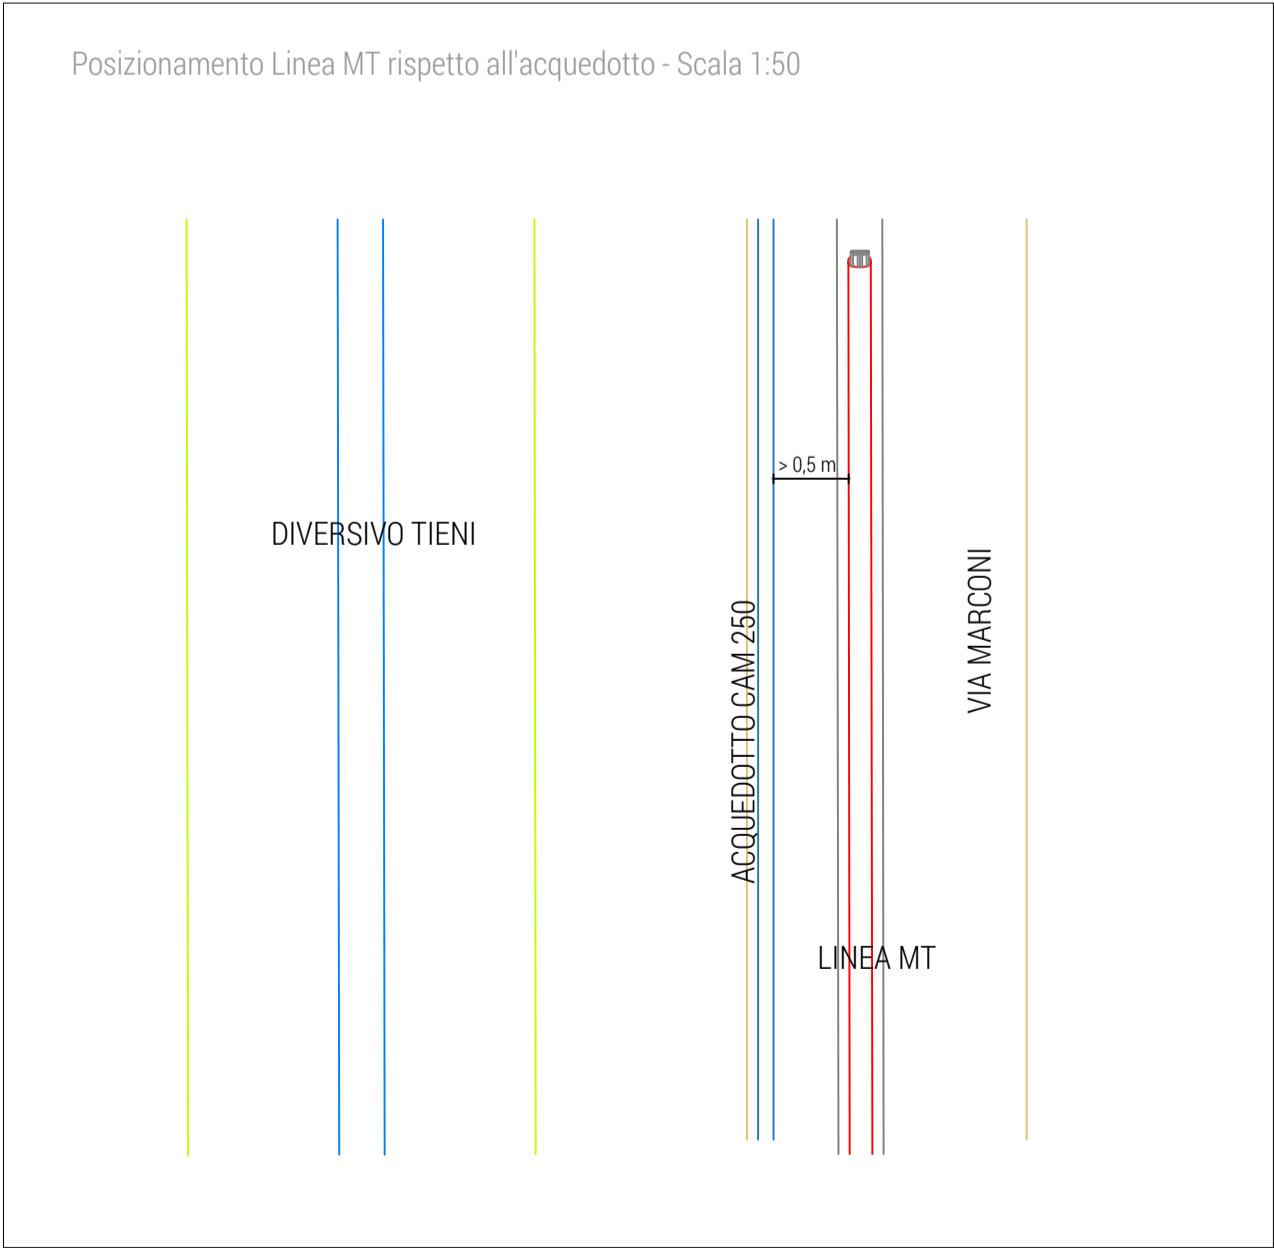 Posizionamento Linea MT rispetto all'acquedotto - Scala 1:50
> 0,5 m
DIVERSIVO TIENI
ACQUEDOTTO CAM 250
VIA MARCONI
LINEA MT